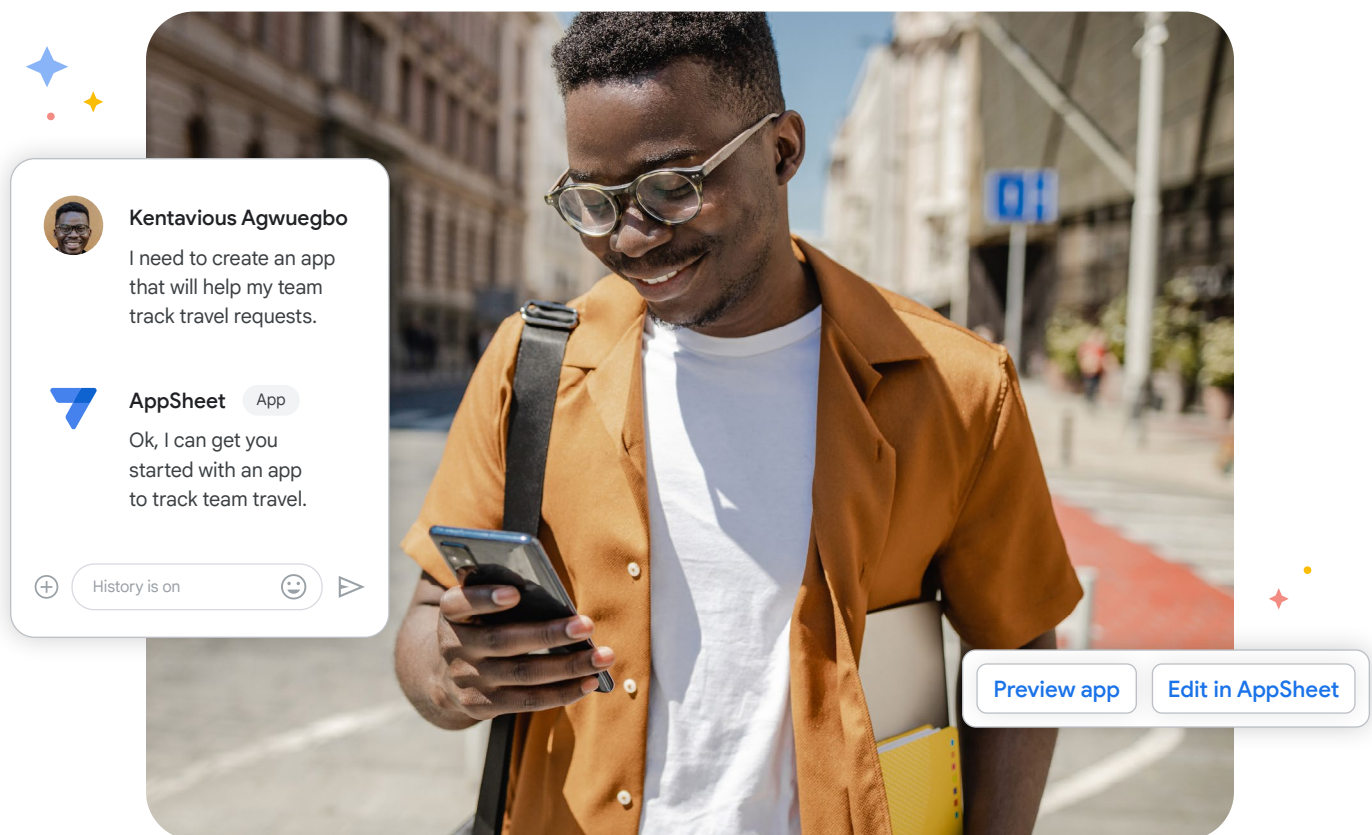 Kentavious Agwuegbo
I need to create an app
that will help my team
track travel requests.
AppSheet App
Ok, I can get you
started with an app
to track team travel.
History is on
Preview app
Edit in AppSheet